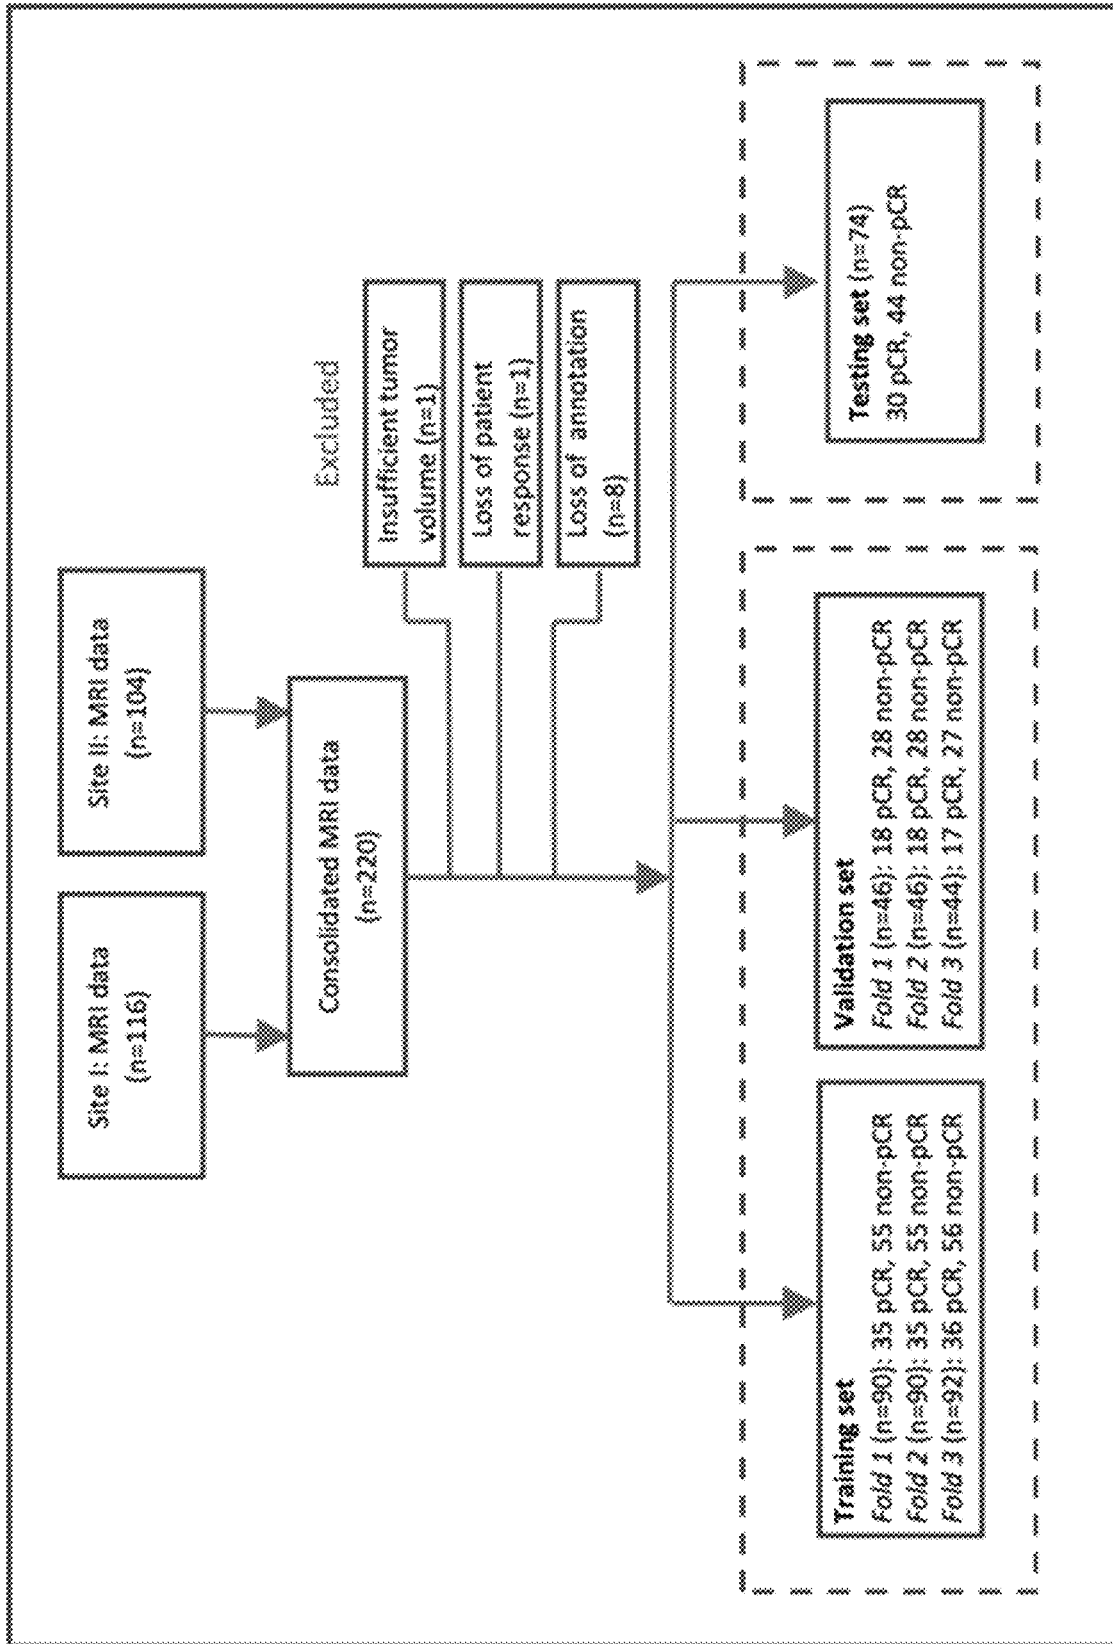 Site I: MRI data
(n=116)
Site II: MRI data
(n=104)
Consolidated MRI data
(n=220)
Excluded
Insufficient tumor
volume (n=1)
Loss of patient
response (n=1)
Loss of annotation
(n=8)
Training set
Fold 1 (n=90): 35 pCR, 55 non-pCR
Fold 2 (n=90): 35 pCR, 55 non-pCR
Fold 3 (n=92): 36 pCR, 56 non-pCR
Validation set
Fold 1 (n=46): 18 pCR, 28 non-pCR
Fold 2 (n=46): 18 pCR, 28 non-pCR
Fold 3 (n=44): 17 pCR, 27 non-pCR
Testing set (n=74)
30 pCR, 44 non-pCR